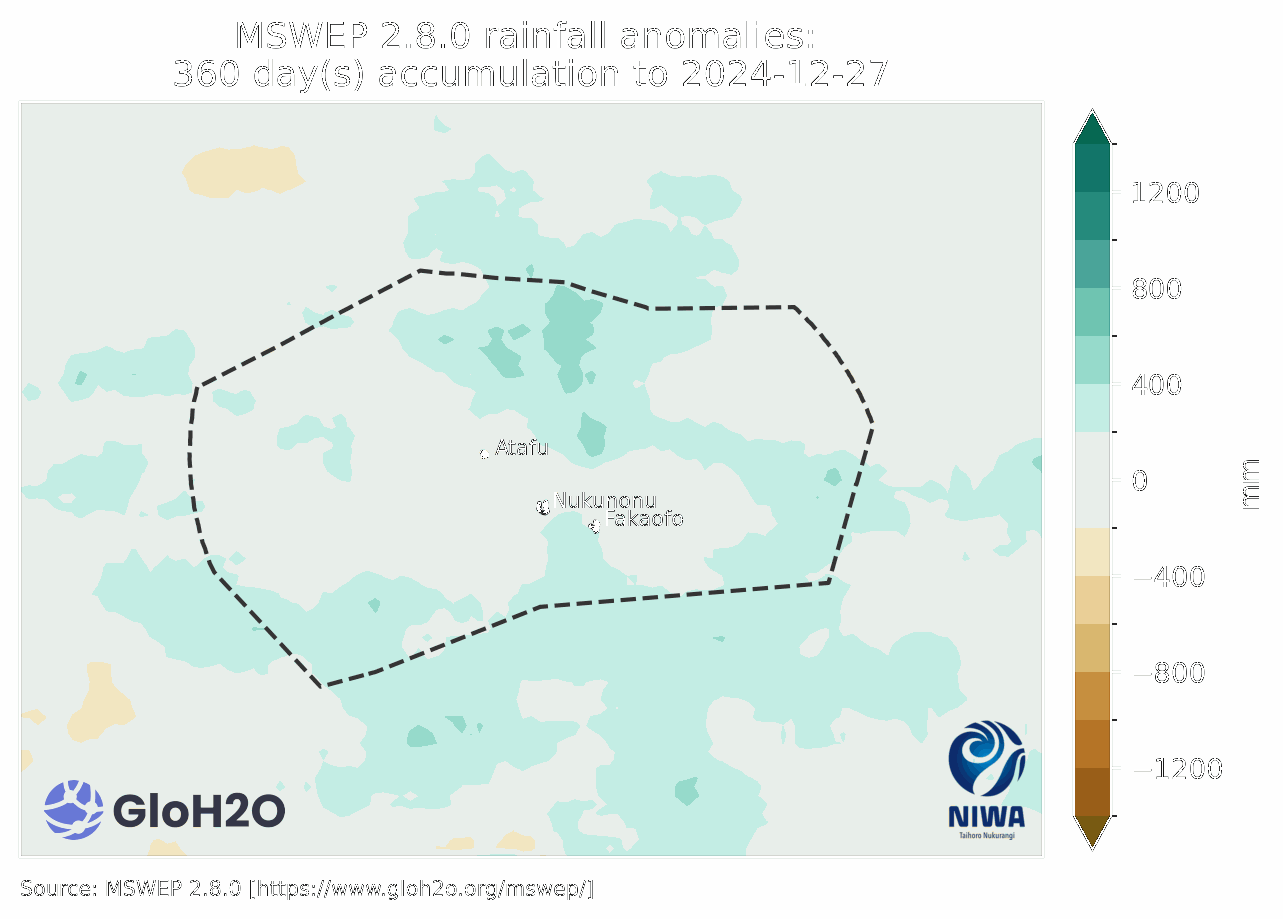 MSWEP 2.8.0 rainfall anomalies:
360 day(s) accumulation to 2024-12-27
1200
800
400
0
−400
−800
−1200
mm
Atafu
Nukunonu
Fakaofo
GloH2O
NIWA
Taihoro Nukurangi
Source: MSWEP 2.8.0 [https://www.gloh2o.org/mswep/]